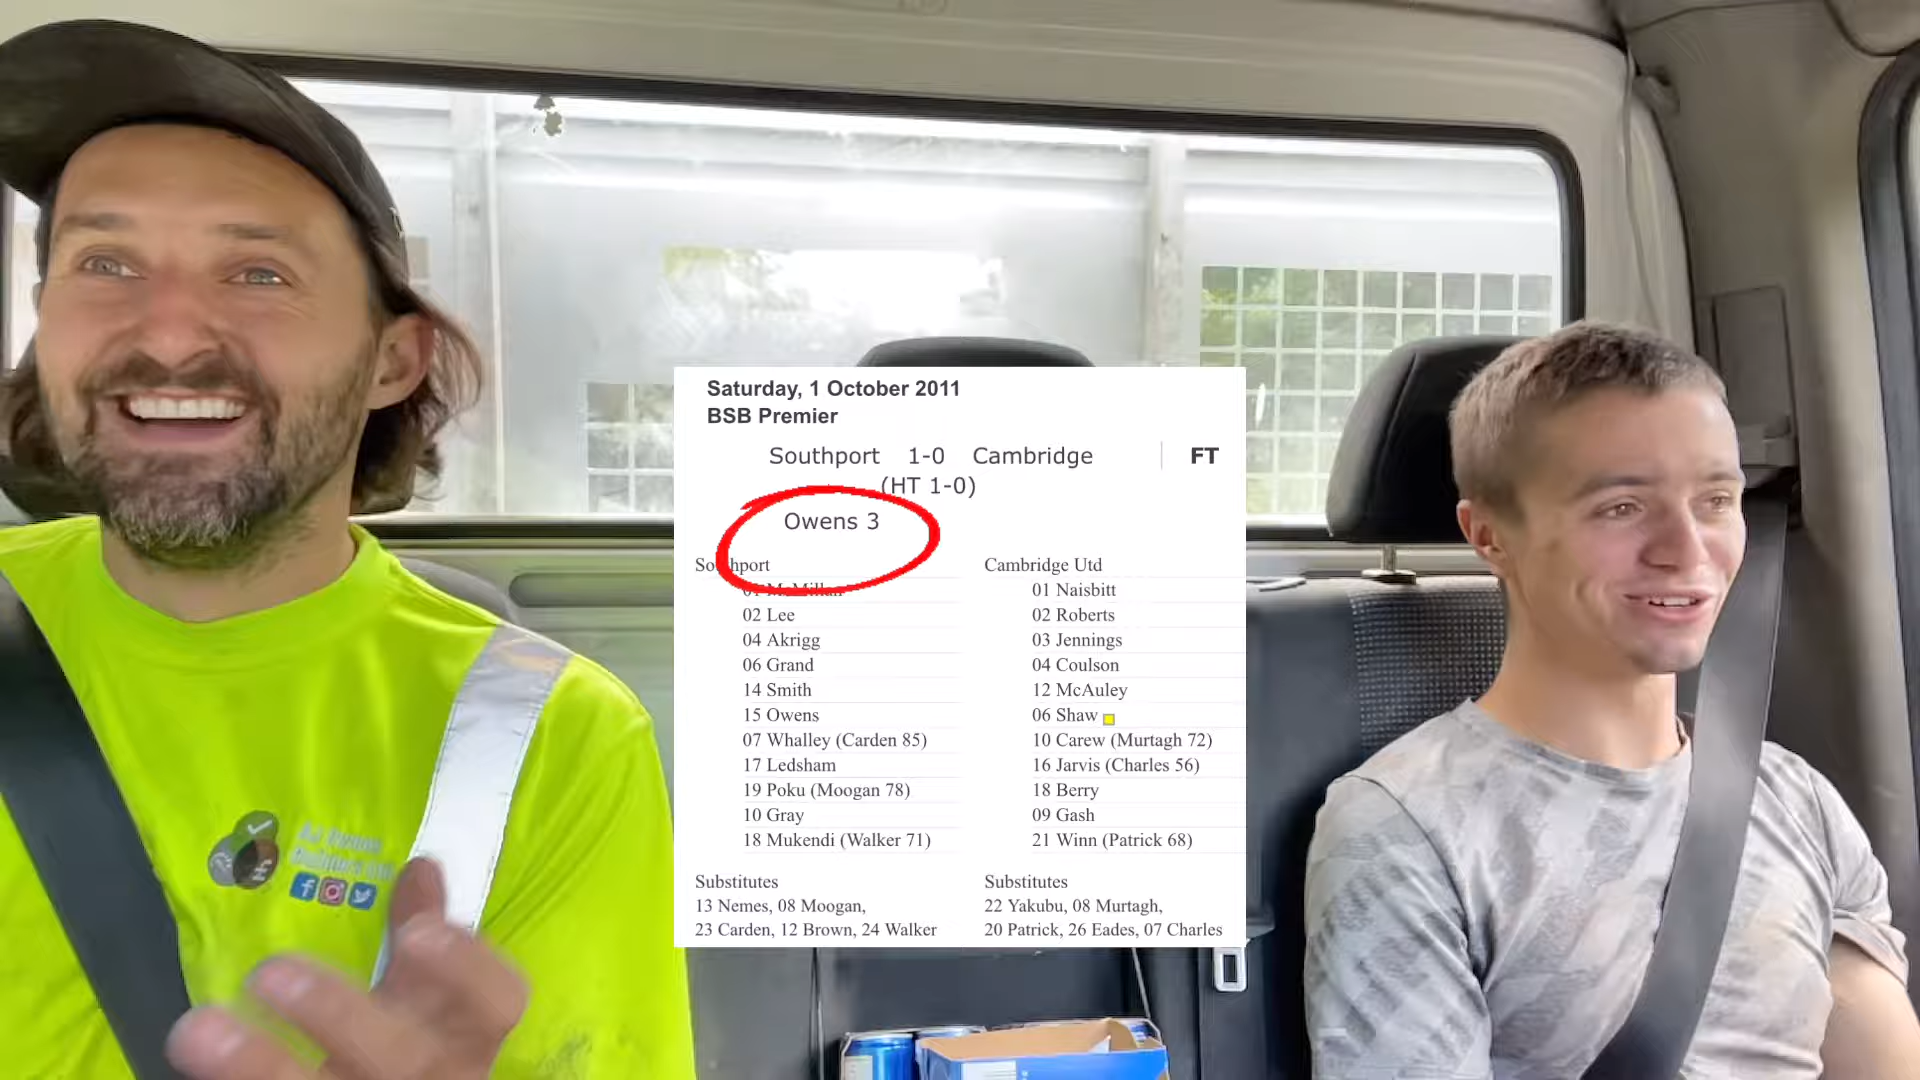 Saturday, 1 October 2011
BSB Premier
Southport 1-0 Cambridge FT
(HT 1-0)
Owens 3
Southport
01 McMillan
02 Lee
04 Akrigg
06 Grand
14 Smith
15 Owens
07 Whalley (Carden 85)
17 Ledsham
19 Poku (Moogan 78)
10 Gray
18 Mukendi (Walker 71)
Substitutes
13 Nemes, 08 Moogan,
23 Carden, 12 Brown, 24 Walker
Cambridge Utd
01 Naisbitt
02 Roberts
03 Jennings
04 Coulson
12 McAuley
06 Shaw
10 Carew (Murtagh 72)
16 Jarvis (Charles 56)
18 Berry
09 Gash
21 Winn (Patrick 68)
Substitutes
22 Yakubu, 08 Murtagh,
20 Patrick, 26 Eades, 07 Charles